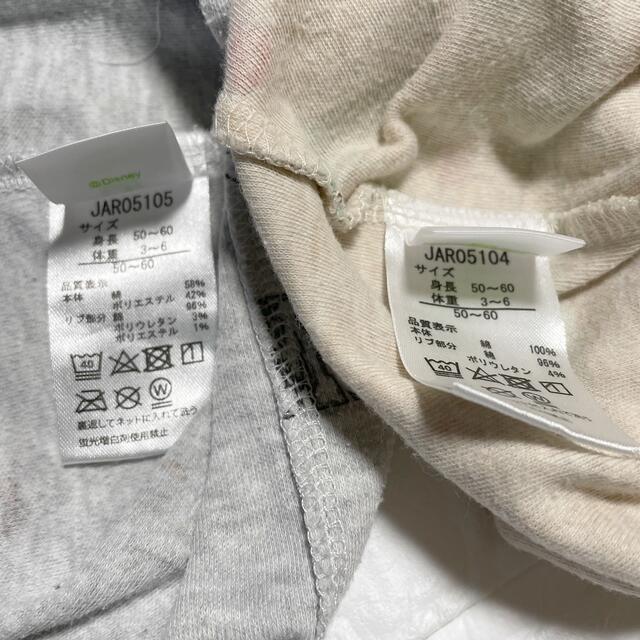 ©Disney
JAR05105
サイズ
身長 50~60
体重 3~6
50~60
品質表示
本体 綿 58%
ポリエステル 42%
リブ部分 綿 96%
ポリウレタン 3%
ポリエステル 1%
40
W
裏返してネットに入れて洗う
蛍光増白剤使用禁止
JAR05104
サイズ
身長 50~60
体重 3~6
50~60
品質表示
本体 綿 100%
リブ部分 綿 96%
ポリウレタン 4%
40